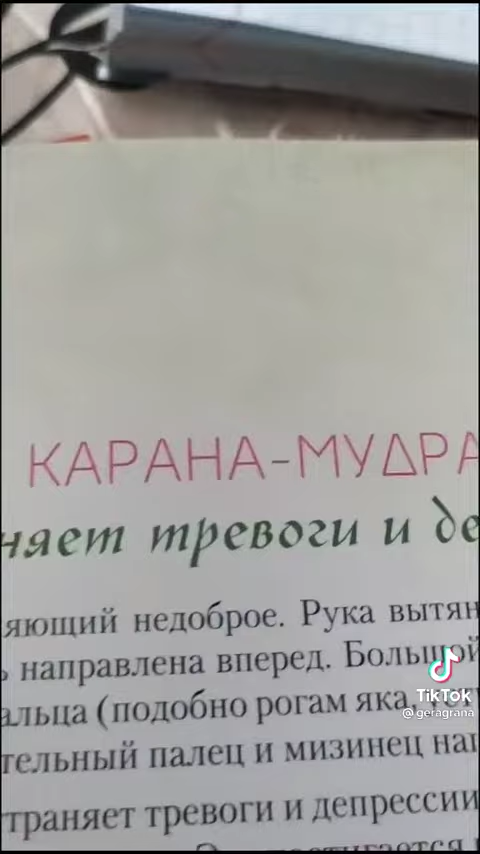 КАРАНА-МУДРА
няет тревоги и де
яющий недоброе. Рука вытян
ь направлена вперед. Большой
альца (подобно рогам яка,
тельный палец и мизинец нап
траняет тревоги и депрессии
TikTok
@geragrana